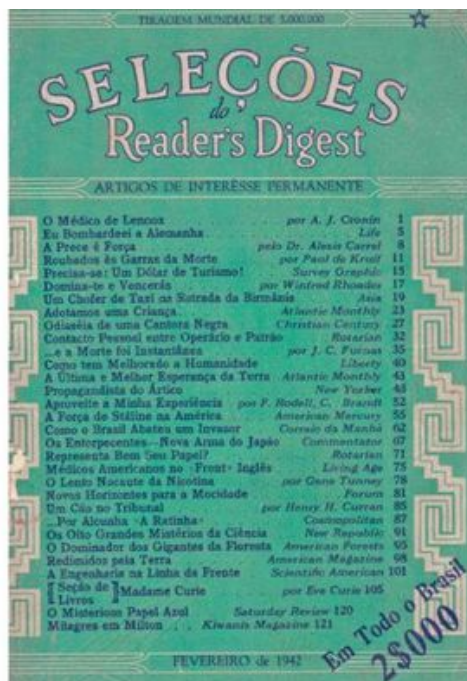 TIRAGEM MUNDIAL DE 5.000.000
SELEÇÕES
do
Reader's Digest
ARTIGOS DE INTERÊSSE PERMANENTE
O Médico de Lennox . . . por A. J. Cronin 1
Eu Bombardeei a Alemanha . . . Life 5
A Prece é Fôrça . . . pelo Dr. Alexis Carrel 8
Roubados às Garras da Morte . . . por Paul de Kruif 11
Precisa-se: Um Dólar de Turismo! . . . Survey Graphic 15
Domina-te e Vencerás . . . por Winfred Rhoades 17
Um Chofer de Taxi na Estrada da Birmânia . . . Asia 19
Adotamos uma Criança . . . Atlantic Monthly 23
Odisséia de uma Cantora Negra . . . Christian Century 27
Contacto Pessoal entre Operário e Patrão . . . Rotarian 32
...e a Morte foi Instantânea . . . por J. C. Furnas 35
Como tem Melhorado a Humanidade . . . Liberty 40
A Última e Melhor Esperança da Terra . . . Atlantic Monthly 43
Propagandista do Ártico . . . New Yorker 48
Aproveite a Minha Experiência . . . por F. Rodell, C. Brandt 52
A Fôrça de Stáline na América . . . American Mercury 55
Como o Brasil Abateu um Invasor . . . Correio da Manhã 62
Os Entorpecentes—Nova Arma do Japão . . . Commentator 67
Representa Bem Seu Papel? . . . Rotarian 71
Médicos Americanos no «Front» Inglês . . . Living Age 75
O Lento Nocaute da Nicotina . . . por Gene Tunney 78
Novos Horizontes para a Mocidade . . . Forum 81
Um Cão no Tribunal . . . por Henry H. Curran 85
...Por Alcunha «A Ratinha» . . . Cosmopolitan 87
Os Oito Grandes Mistérios da Ciência . . . New Republic 91
O Dominador dos Gigantes da Floresta . . . American Forests 95
Redimidos pela Terra . . . American Magazine 98
A Engenharia na Linha de Frente . . . Scientific American 101
[Seção de Livros] Madame Curie . . . por Eve Curie 105
O Misterioso Papel Azul . . . Saturday Review 120
Milagres em Milton . . . Kiwanis Magazine 121
Em Todo o Brasil
2$000
FEVEREIRO de 1942